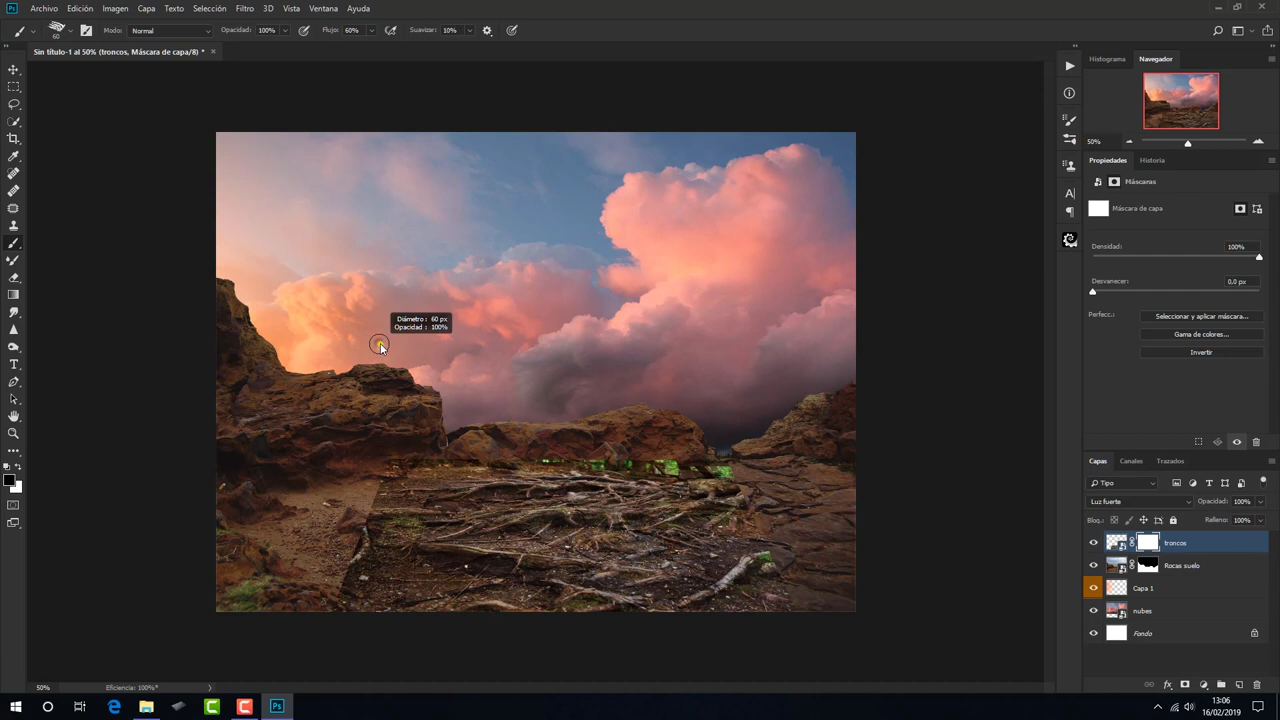 Ps Archivo Edición Imagen Capa Texto Selección Filtro 3D Vista Ventana Ayuda
60 Modo: Normal Opacidad: 100% Flujo: 60% Suavizar: 10%
Sin título-1 al 50% (troncos, Máscara de capa/8) * ×
Histograma Navegador
50%
Propiedades Historia
Máscaras
Máscara de capa
Densidad: 100%
Desvanecer: 0,0 px
Perfecc.: Seleccionar y aplicar máscara...
Gama de colores...
Invertir
Diámetro: 60 px
Opacidad: 100%
Capas Canales Trazados
Tipo
Luz fuerte Opacidad: 100%
Bloq.: Relleno: 100%
troncos
Rocas suelo
Capa 1
nubes
Fondo
50% Eficiencia: 100%*
13:06
16/02/2019